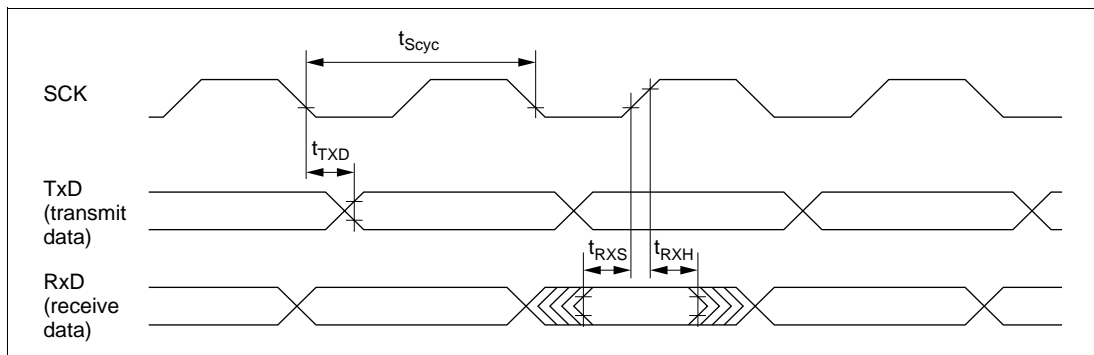 tScyc
SCK
tTXD
TxD
(transmit
data)
tRXS
tRXH
RxD
(receive
data)